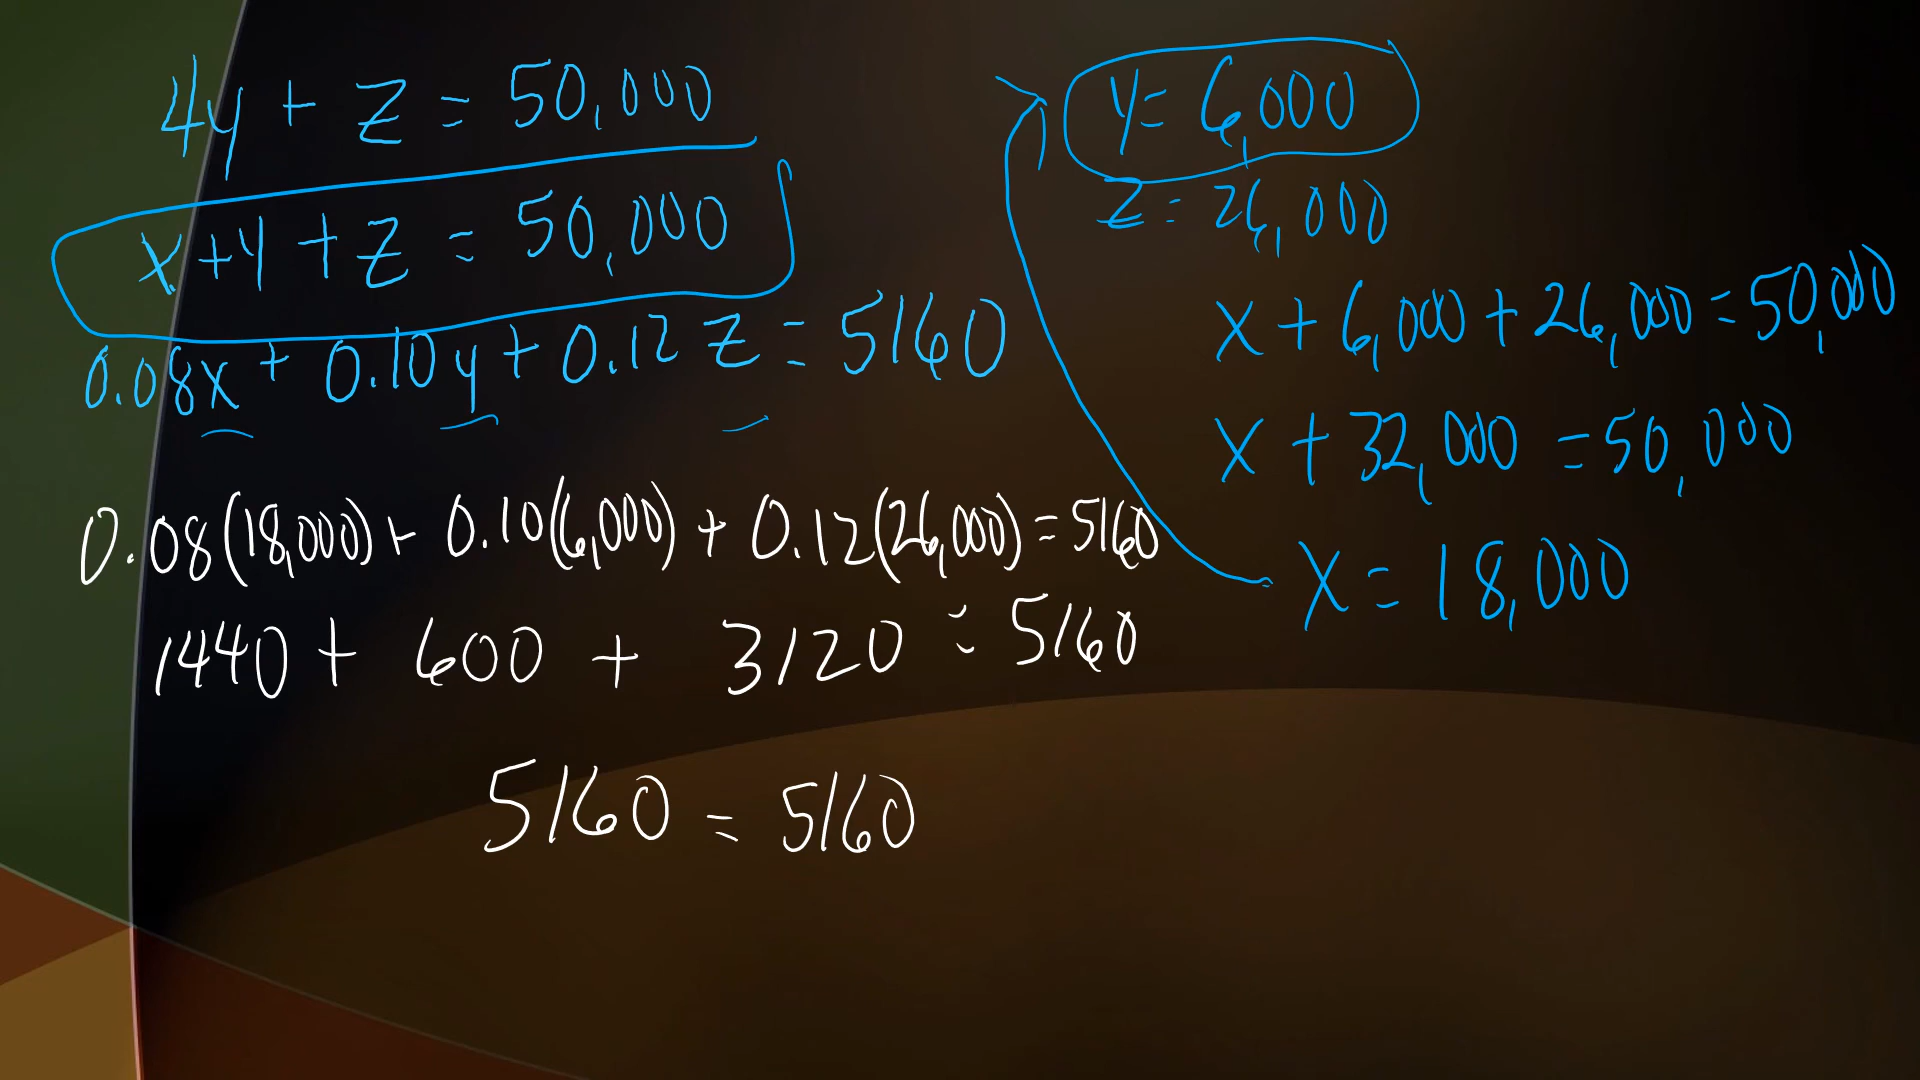 4y + z = 50,000
x + y + z = 50,000
0.08x + 0.10y + 0.12z = 5160
y = 6,000
z = 26,000
x + 6,000 + 26,000 = 50,000
x + 32,000 = 50,000
x = 18,000
0.08(18,000) + 0.10(6,000) + 0.12(26,000) = 5160
1440 + 600 + 3120 = 5160
5160 = 5160